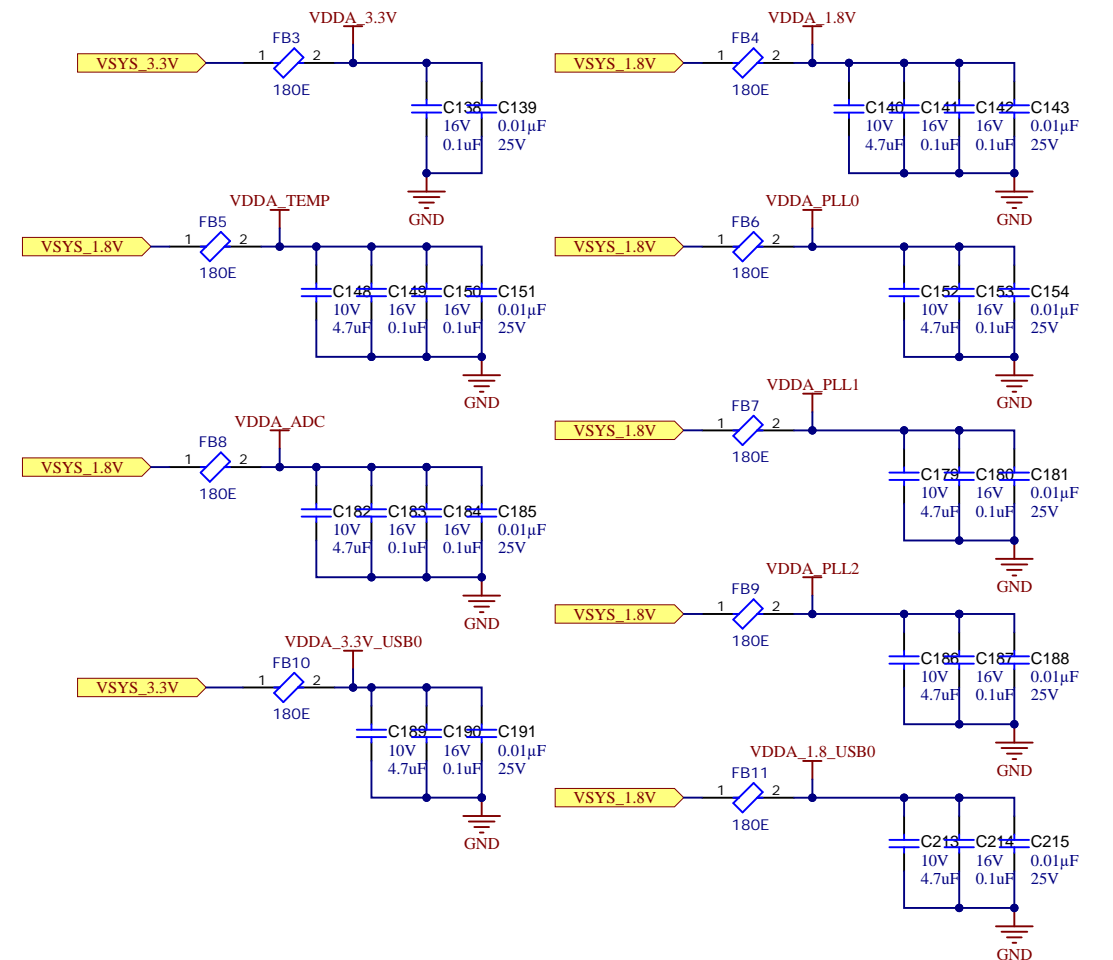 VDDA_3.3V
FB3
VSYS_3.3V
1
2
180E
C138
16V
0.1uF
C139
0.01µF
25V
GND
VDDA_1.8V
FB4
VSYS_1.8V
1
2
180E
C140
10V
4.7uF
C141
16V
0.1uF
C142
16V
0.1uF
C143
0.01µF
25V
GND
VDDA_TEMP
FB5
VSYS_1.8V
1
2
180E
C148
10V
4.7uF
C149
16V
0.1uF
C150
16V
0.1uF
C151
0.01µF
25V
GND
VDDA_PLL0
FB6
VSYS_1.8V
1
2
180E
C152
10V
4.7uF
C153
16V
0.1uF
C154
0.01µF
25V
GND
VDDA_PLL1
FB7
VSYS_1.8V
1
2
180E
C179
10V
4.7uF
C180
16V
0.1uF
C181
0.01µF
25V
GND
VDDA_ADC
FB8
VSYS_1.8V
1
2
180E
C182
10V
4.7uF
C183
16V
0.1uF
C184
16V
0.1uF
C185
0.01µF
25V
GND
VDDA_PLL2
FB9
VSYS_1.8V
1
2
180E
C186
10V
4.7uF
C187
16V
0.1uF
C188
0.01µF
25V
GND
VDDA_3.3V_USB0
FB10
VSYS_3.3V
1
2
180E
C189
10V
4.7uF
C190
16V
0.1uF
C191
0.01µF
25V
GND
VDDA_1.8_USB0
FB11
VSYS_1.8V
1
2
180E
C213
10V
4.7uF
C214
16V
0.1uF
C215
0.01µF
25V
GND